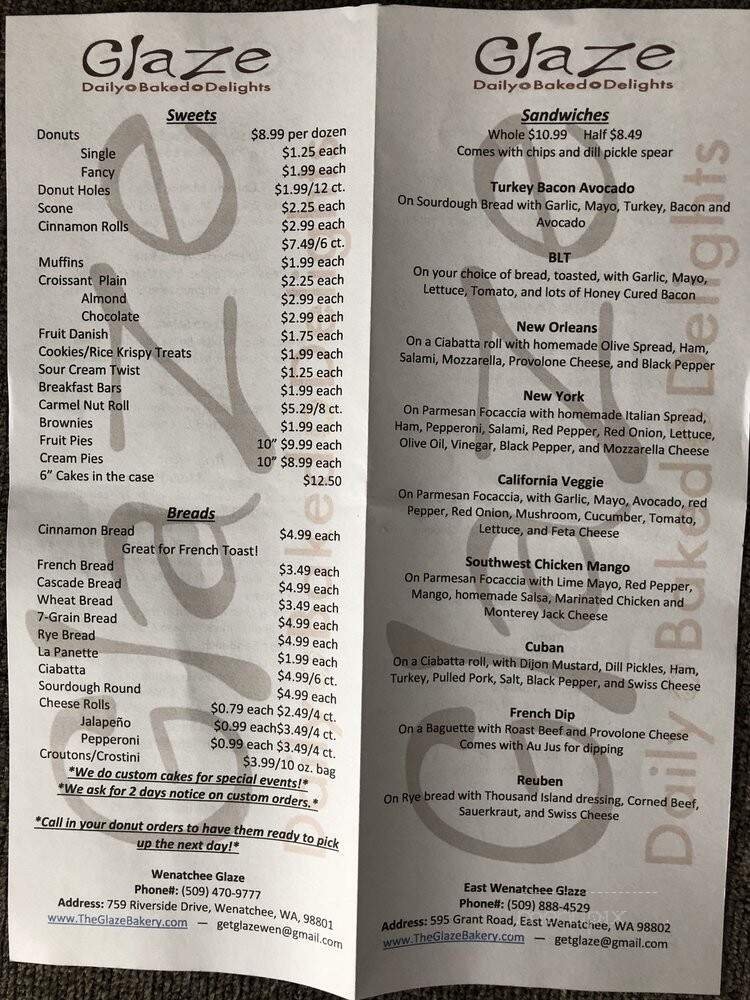 Glaze
Daily Baked Delights
Sweets
Donuts $8.99 per dozen
Single $1.25 each
Fancy $1.99 each
Donut Holes $1.99/12 ct.
Scone $2.25 each
Cinnamon Rolls $2.99 each
$7.49/6 ct.
Muffins $1.99 each
Croissant Plain $2.25 each
Almond $2.99 each
Chocolate $2.99 each
Fruit Danish $1.75 each
Cookies/Rice Krispy Treats $1.99 each
Sour Cream Twist $1.25 each
Breakfast Bars $1.99 each
Carmel Nut Roll $5.29/8 ct.
Brownies $1.99 each
Fruit Pies 10” $9.99 each
Cream Pies 10” $8.99 each
6” Cakes in the case $12.50
Breads
Cinnamon Bread $4.99 each
Great for French Toast!
French Bread $3.49 each
Cascade Bread $4.99 each
Wheat Bread $3.49 each
7-Grain Bread $4.99 each
Rye Bread $4.99 each
La Panette $1.99 each
Ciabatta $4.99/6 ct.
Sourdough Round $4.99 each
Cheese Rolls $0.79 each $2.49/4 ct.
Jalapeño $0.99 each$3.49/4 ct.
Pepperoni $0.99 each $3.49/4 ct.
Croutons/Crostini $3.99/10 oz. bag
*We do custom cakes for special events!*
*We ask for 2 days notice on custom orders.*
*Call in your donut orders to have them ready to pick
up the next day!*
Wenatchee Glaze
Phone#: (509) 470-9777
Address: 759 Riverside Drive, Wenatchee, WA, 98801
www.TheGlazeBakery.com — getglazewen@gmail.com
Glaze
Daily Baked Delights
Glaze
Daily Baked Delights
Sandwiches
Whole $10.99 Half $8.49
Comes with chips and dill pickle spear
Turkey Bacon Avocado
On Sourdough Bread with Garlic, Mayo, Turkey, Bacon and
Avocado
BLT
On your choice of bread, toasted, with Garlic, Mayo,
Lettuce, Tomato, and lots of Honey Cured Bacon
New Orleans
On a Ciabatta roll with homemade Olive Spread, Ham,
Salami, Mozzarella, Provolone Cheese, and Black Pepper
New York
On Parmesan Focaccia with homemade Italian Spread,
Ham, Pepperoni, Salami, Red Pepper, Red Onion, Lettuce,
Olive Oil, Vinegar, Black Pepper, and Mozzarella Cheese
California Veggie
On Parmesan Focaccia, with Garlic, Mayo, Avocado, red
Pepper, Red Onion, Mushroom, Cucumber, Tomato,
Lettuce, and Feta Cheese
Southwest Chicken Mango
On Parmesan Focaccia with Lime Mayo, Red Pepper,
Mango, homemade Salsa, Marinated Chicken and
Monterey Jack Cheese
Cuban
On a Ciabatta roll, with Dijon Mustard, Dill Pickles, Ham,
Turkey, Pulled Pork, Salt, Black Pepper, and Swiss Cheese
French Dip
On a Baguette with Roast Beef and Provolone Cheese
Comes with Au Jus for dipping
Reuben
On Rye bread with Thousand Island dressing, Corned Beef,
Sauerkraut, and Swiss Cheese
East Wenatchee Glaze
Phone#: (509) 888-4529
Address: 595 Grant Road, East Wenatchee, WA 98802
www.TheGlazeBakery.com — getglaze@gmail.com
Glaze
Daily Baked Delights